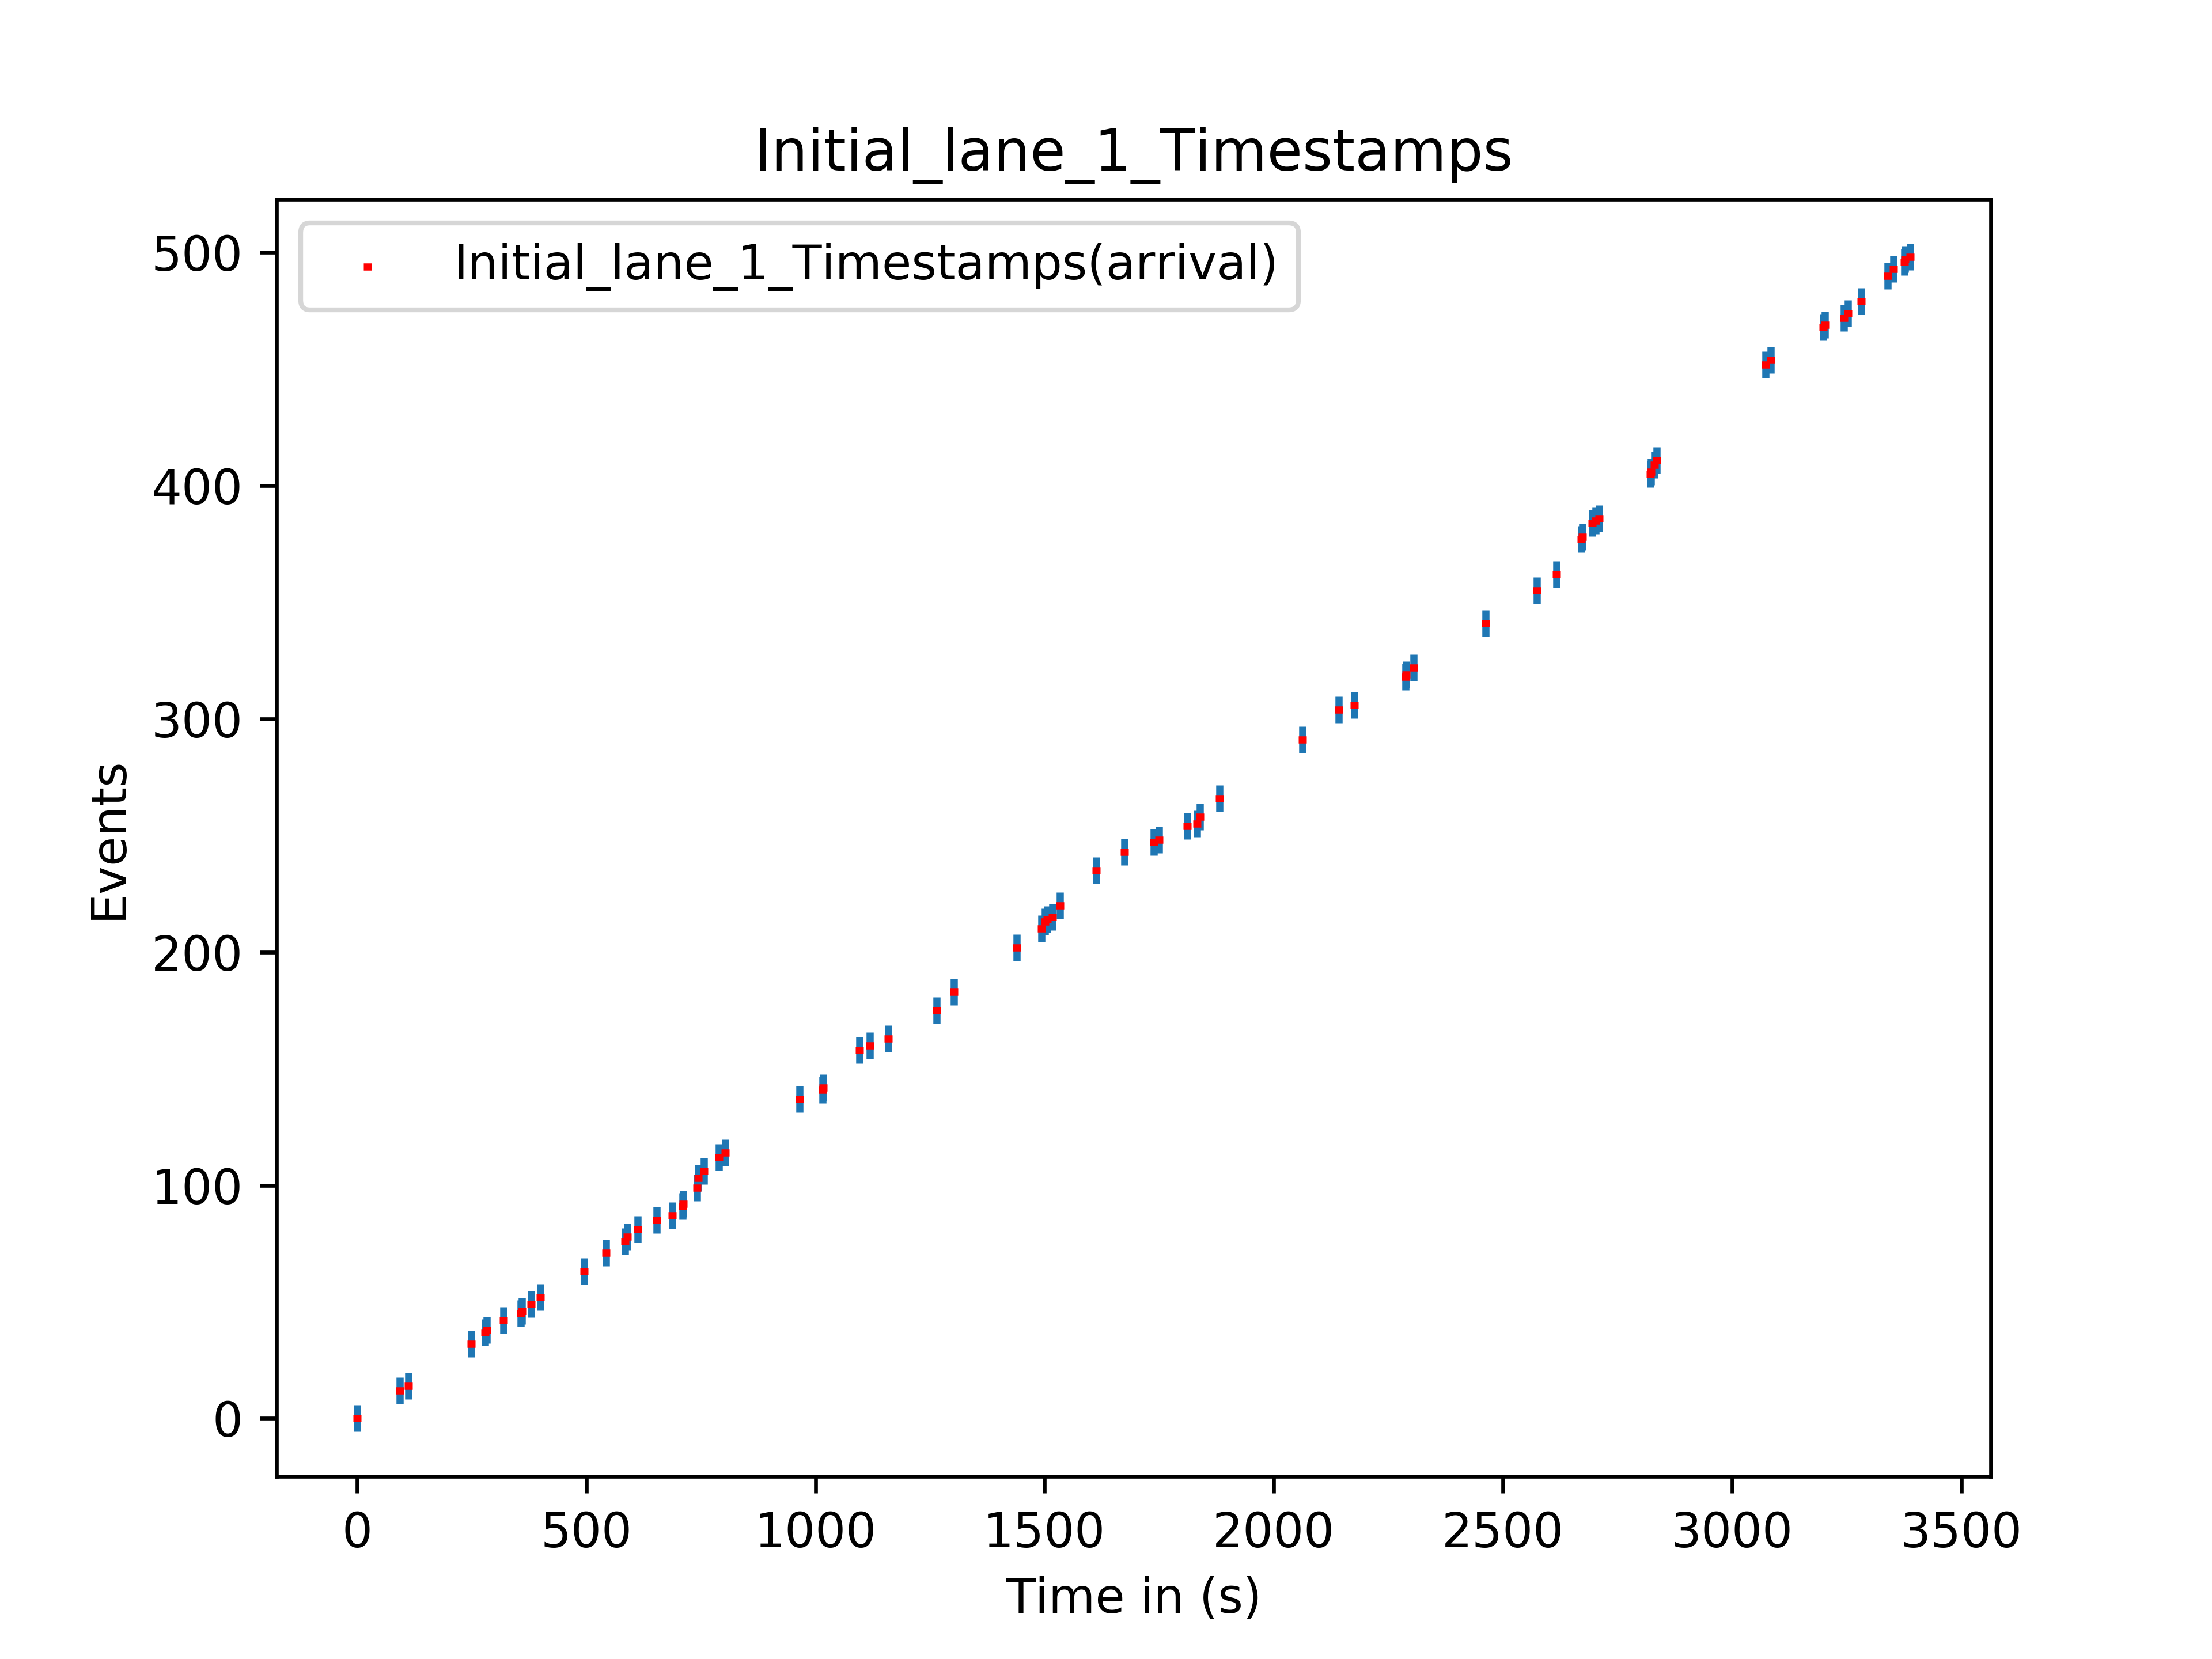 Initial_lane_1_Timestamps
Initial_lane_1_Timestamps(arrival)
500
400
300
200
100
0
Events
0 500 1000 1500 2000 2500 3000 3500
Time in (s)